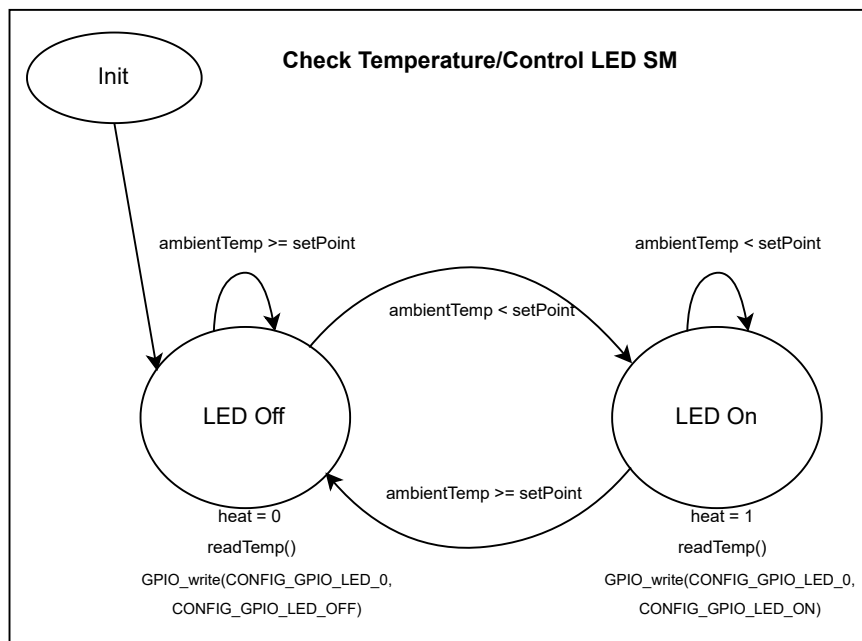 Init
Check Temperature/Control LED SM
ambientTemp >= setPoint
ambientTemp < setPoint
ambientTemp < setPoint
LED Off
LED On
ambientTemp >= setPoint
heat = 0
readTemp()
GPIO_write(CONFIG_GPIO_LED_0,
CONFIG_GPIO_LED_OFF)
heat = 1
readTemp()
GPIO_write(CONFIG_GPIO_LED_0,
CONFIG_GPIO_LED_ON)